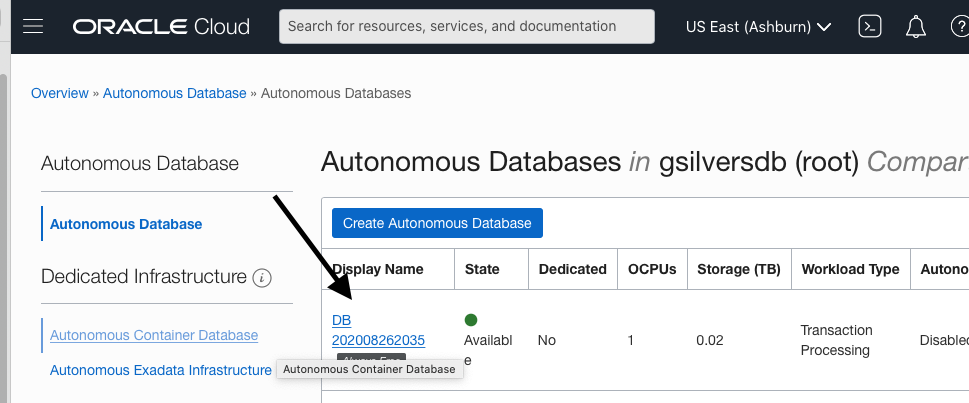 ORACLE Cloud
Search for resources, services, and documentation
US East (Ashburn)
Overview » Autonomous Database » Autonomous Databases
Autonomous Database
Autonomous Database
Dedicated Infrastructure
Autonomous Container Database
Autonomous Exadata Infrastructure
Autonomous Databases in gsilversdb (root) Compar
Create Autonomous Database
Display Name State Dedicated OCPUs Storage (TB) Workload Type Autono
DB
202008262035
Always Free
Availabl
e
No
1
0.02
Transaction
Processing
Disabled
Autonomous Container Database